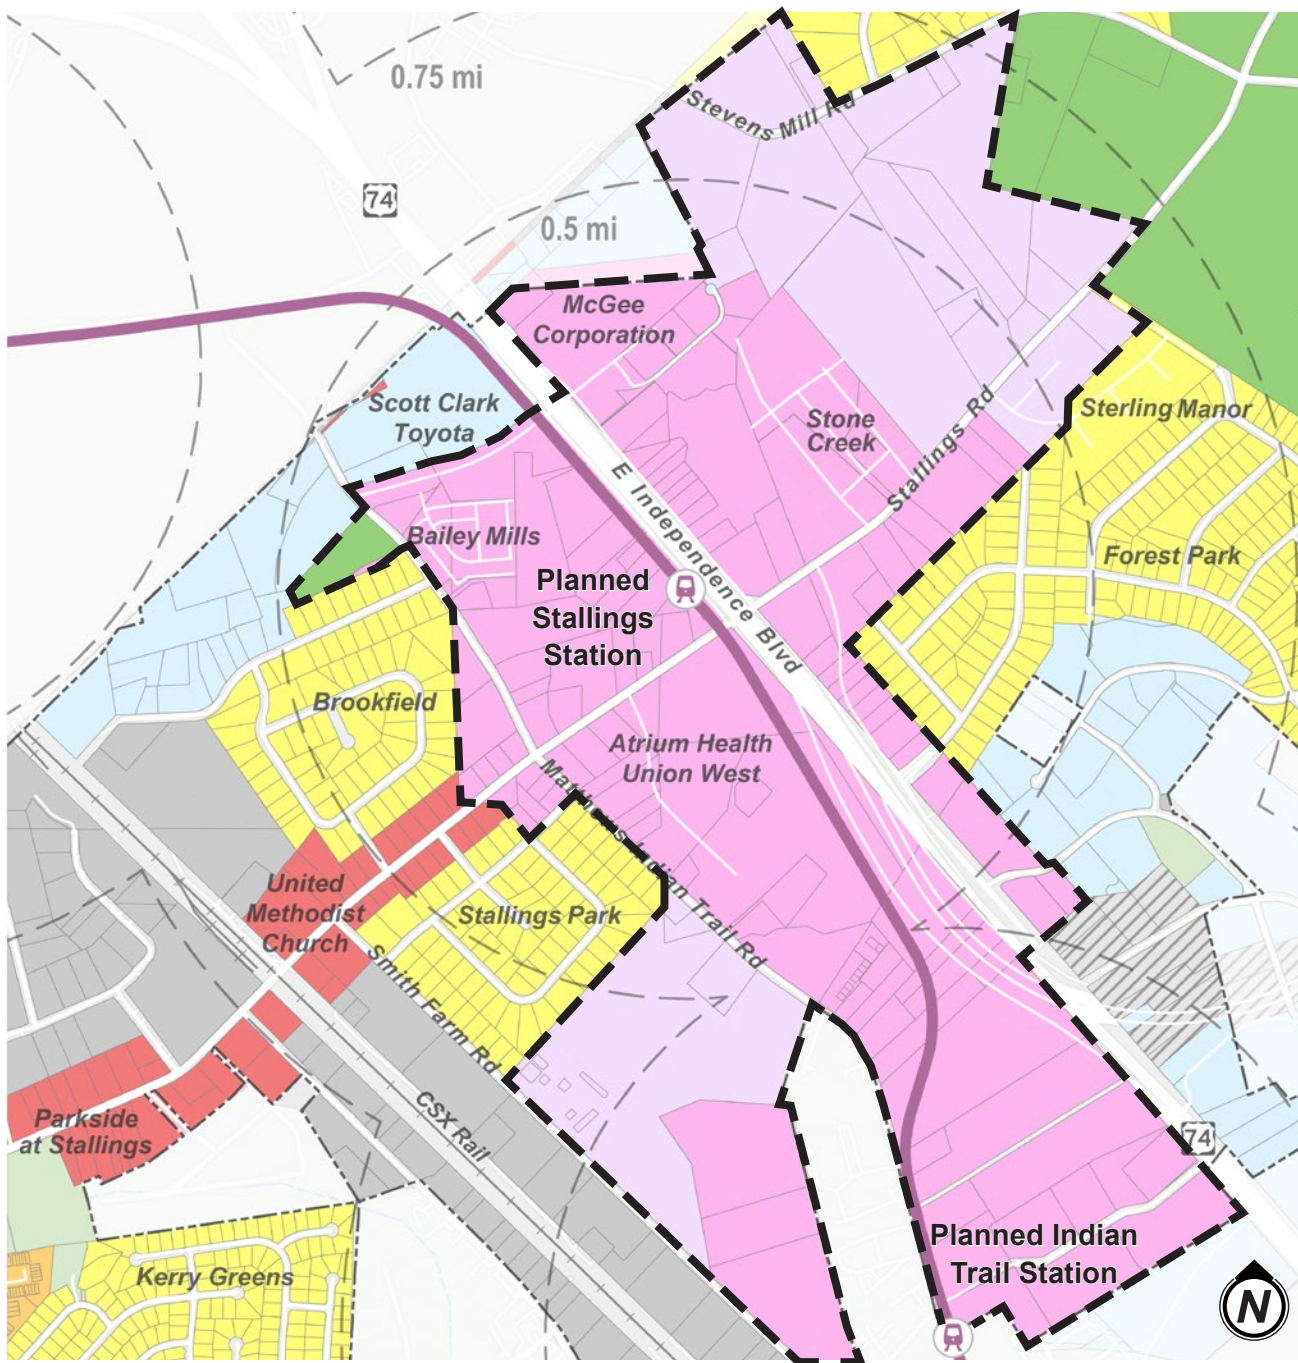 0.75 mi
Stevens Mill Rd
74
0.5 mi
McGee
Corporation
Scott Clark
Toyota
Stone
Creek
Stallings Rd
Sterling Manor
E Independence Blvd
Bailey Mills
Forest Park
Planned
Stallings
Station
Brookfield
Atrium Health
Union West
Matthews Indian Trail Rd
United
Methodist
Church
Stallings Park
Smith Farm Rd
CSX Rail
Parkside
at Stallings
74
Planned Indian
Trail Station
Kerry Greens
N